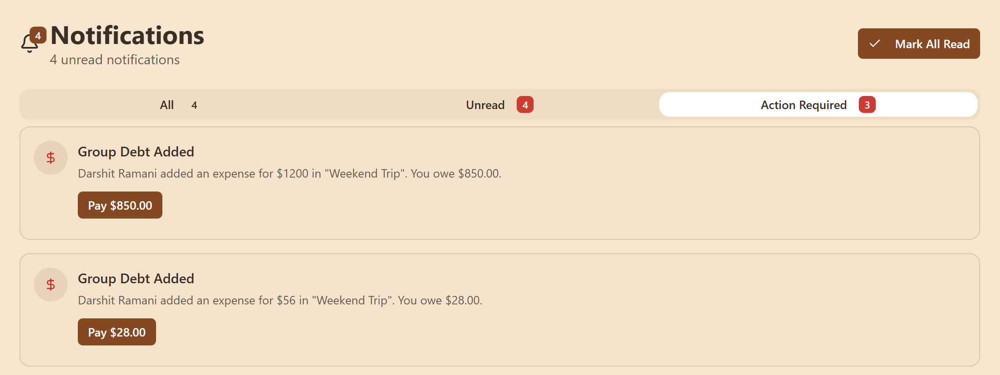 4
Notifications
4 unread notifications
Mark All Read
All 4
Unread 4
Action Required 3
Group Debt Added
Darshit Ramani added an expense for $1200 in "Weekend Trip". You owe $850.00.
Pay $850.00
Group Debt Added
Darshit Ramani added an expense for $56 in "Weekend Trip". You owe $28.00.
Pay $28.00